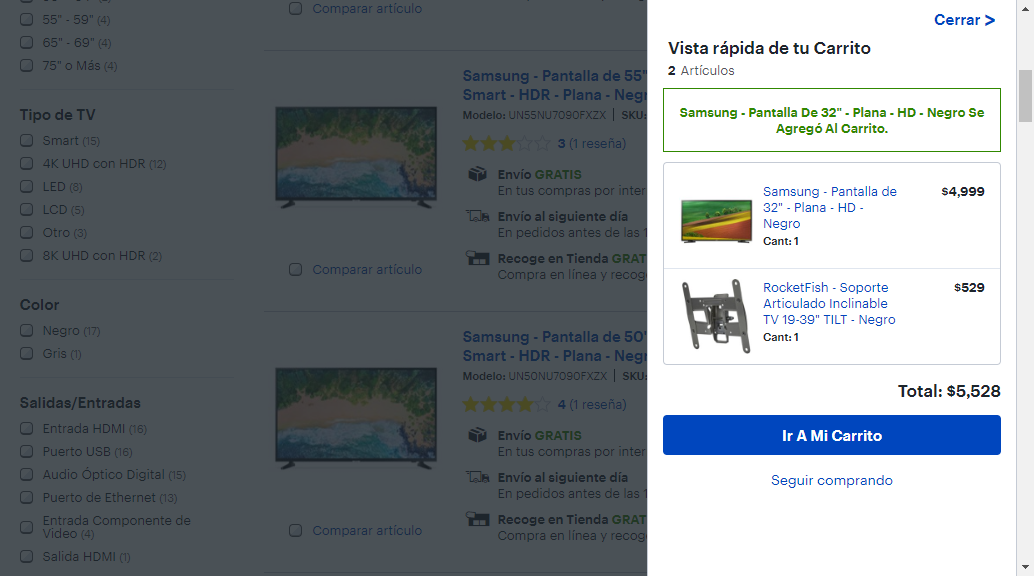 55" - 59" (4)
65" - 69" (4)
75" o Más (4)
Tipo de TV
Smart (15)
4K UHD con HDR (12)
LED (8)
LCD (5)
Otro (3)
8K UHD con HDR (2)
Color
Negro (17)
Gris (1)
Salidas/Entradas
Entrada HDMI (16)
Puerto USB (16)
Audio Óptico Digital (15)
Puerto de Ethernet (13)
Entrada Componente de
Video (4)
Salida HDMI (1)
Comparar artículo
Samsung - Pantalla de 55"
Smart - HDR - Plana - Negr
Modelo: UN55NU7090FXZX | SKU:
3 (1 reseña)
Envío GRATIS
En tus compras por inter
Envío al siguiente día
En pedidos antes de las 1
Recoge en Tienda GRAT
Compra en línea y recog
Comparar artículo
Samsung - Pantalla de 50"
Smart - HDR - Plana - Negr
Modelo: UN50NU7090FXZX | SKU:
4 (1 reseña)
Envío GRATIS
En tus compras por inter
Envío al siguiente día
En pedidos antes de las 1
Recoge en Tienda GRAT
Compra en línea y recog
Comparar artículo
Cerrar >
Vista rápida de tu Carrito
2 Artículos
Samsung - Pantalla De 32" - Plana - HD - Negro Se
Agregó Al Carrito.
Samsung - Pantalla de
32" - Plana - HD -
Negro
Cant: 1
$4,999
RocketFish - Soporte
Articulado Inclinable
TV 19-39" TILT - Negro
Cant: 1
$529
Total: $5,528
Ir A Mi Carrito
Seguir comprando